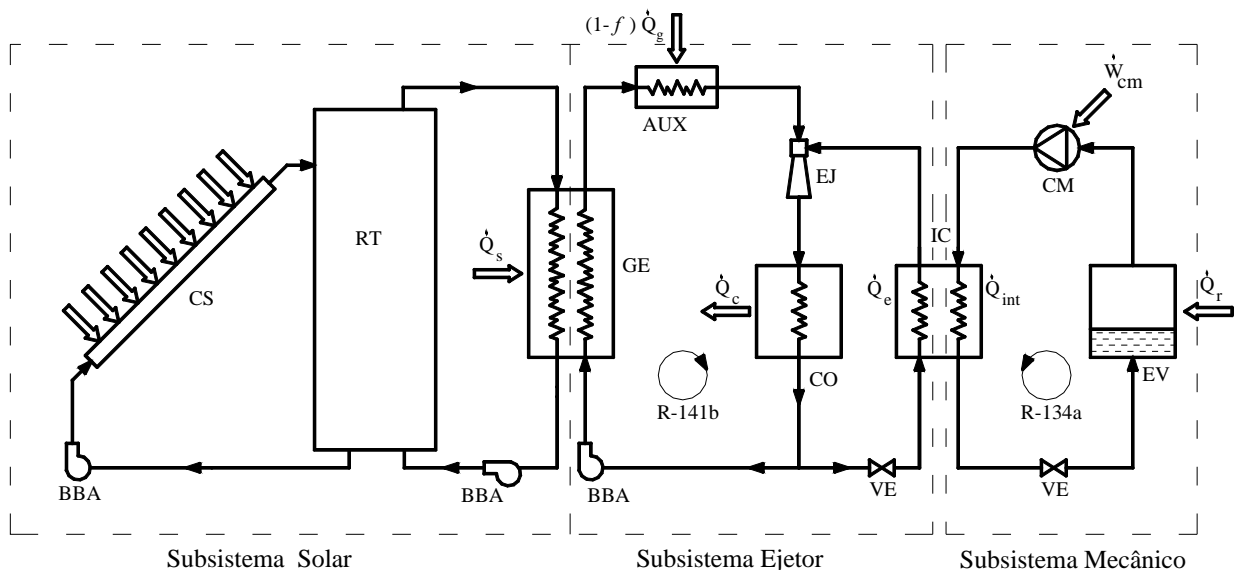 (1-f) Q̇g
Ẇcm
AUX
CM
EJ
RT
IC
Q̇s
GE
CS
Q̇c
Q̇e
Q̇int
Q̇r
CO
EV
R-141b
R-134a
BBA
BBA
BBA
VE
VE
Subsistema Solar
Subsistema Ejetor
Subsistema Mecânico